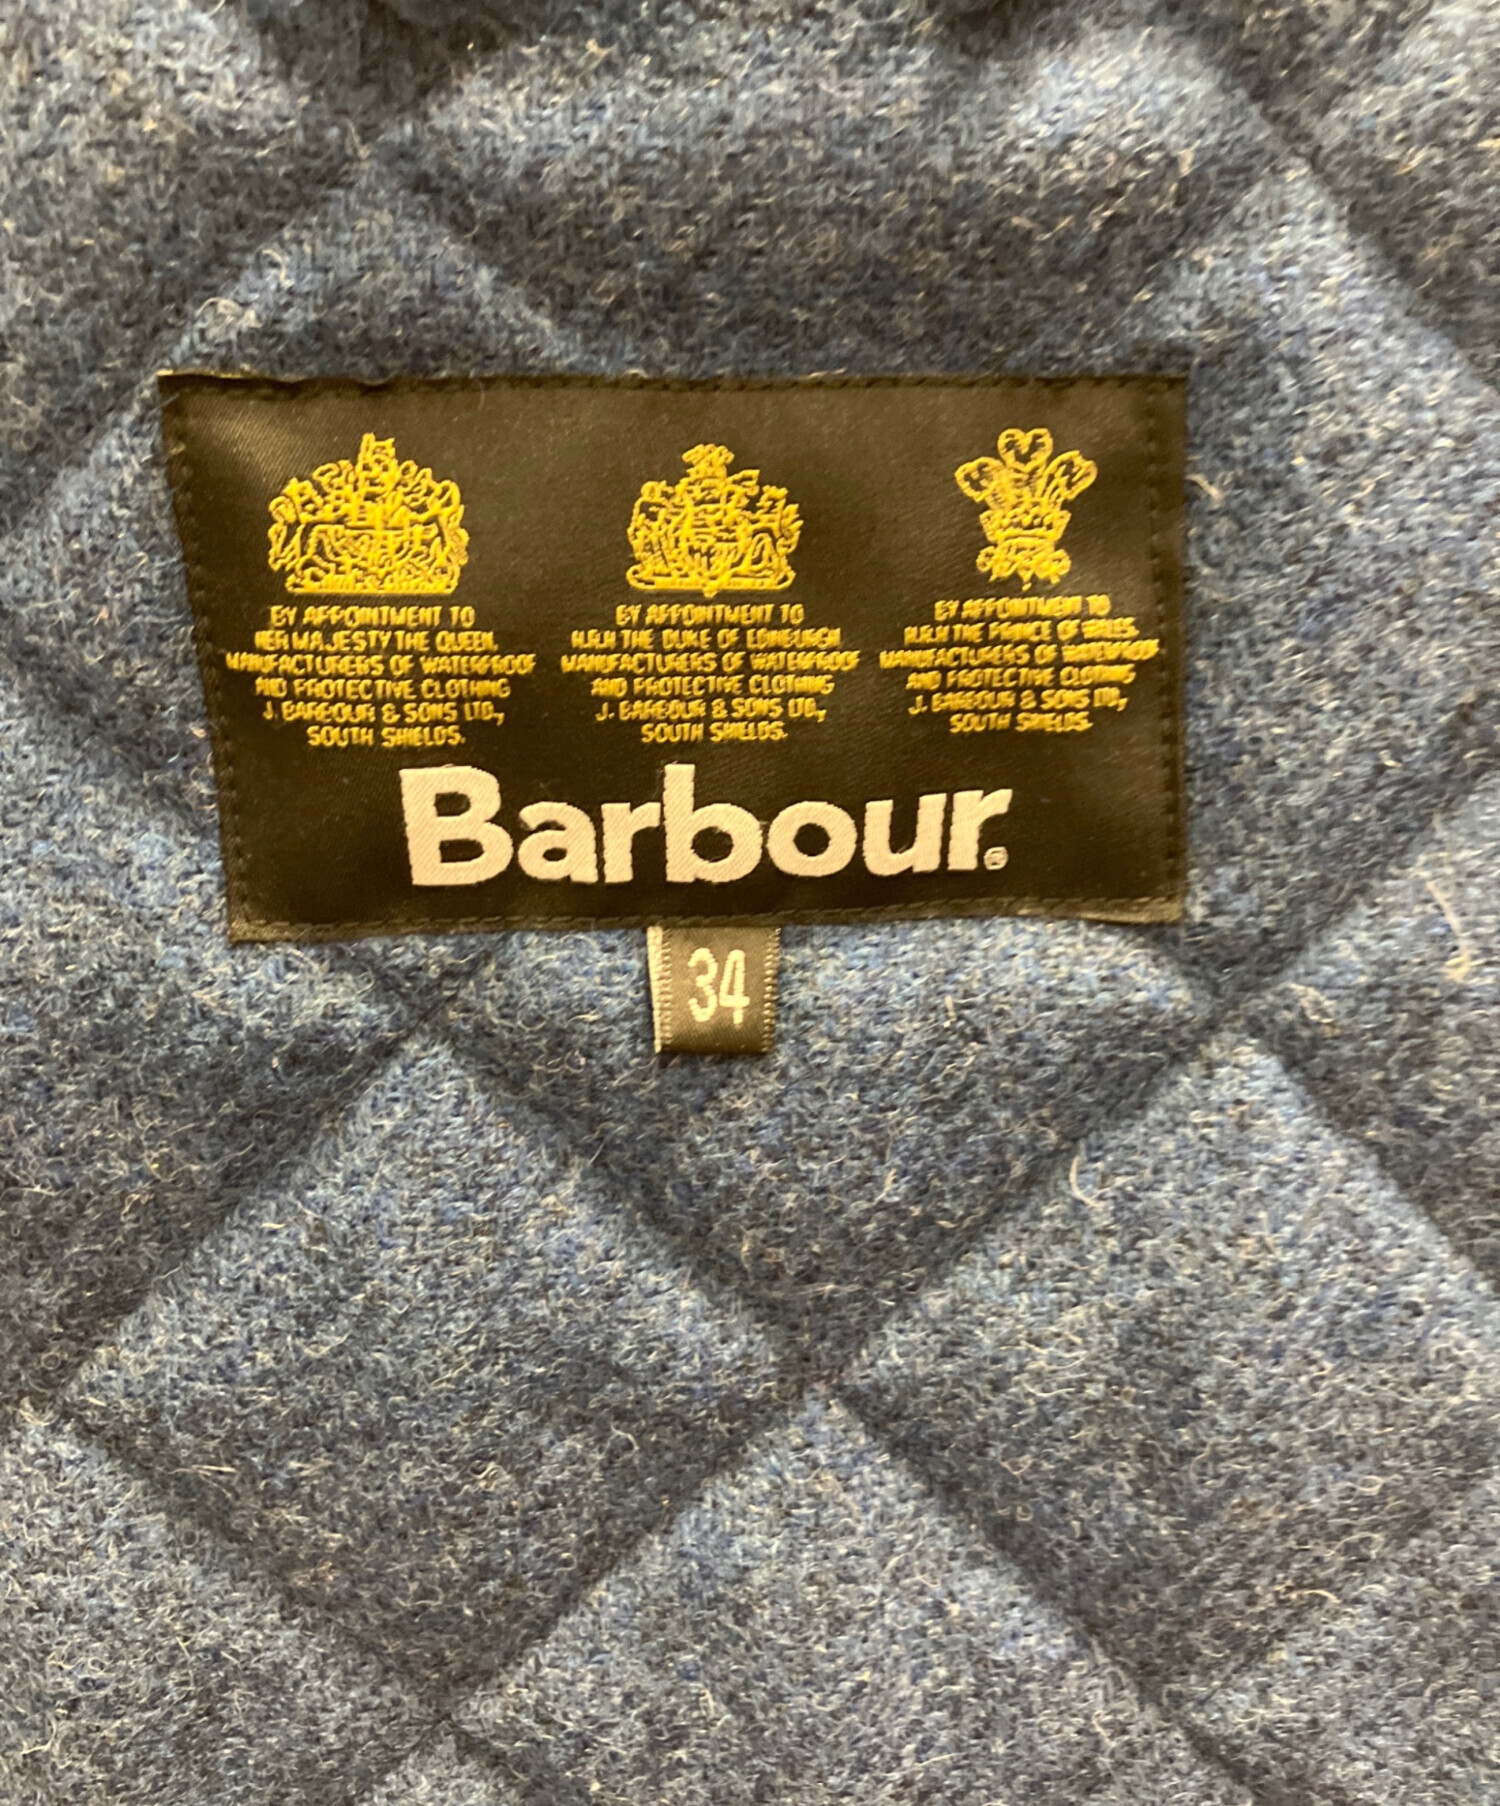 BY APPOINTMENT TO
HER MAJESTY THE QUEEN,
MANUFACTURERS OF WATERPROOF
AND PROTECTIVE CLOTHING
J. BARBOUR & SONS LTD.,
SOUTH SHIELDS.
BY APPOINTMENT TO
H.R.H THE DUKE OF EDINBURGH
MANUFACTURERS OF WATERPROOF
AND PROTECTIVE CLOTHING
J. BARBOUR & SONS LTD.,
SOUTH SHIELDS.
BY APPOINTMENT TO
H.R.H THE PRINCE OF WALES.
MANUFACTURERS OF WATERPROOF
AND PROTECTIVE CLOTHING
J. BARBOUR & SONS LTD.,
SOUTH SHIELDS.
Barbour®
34